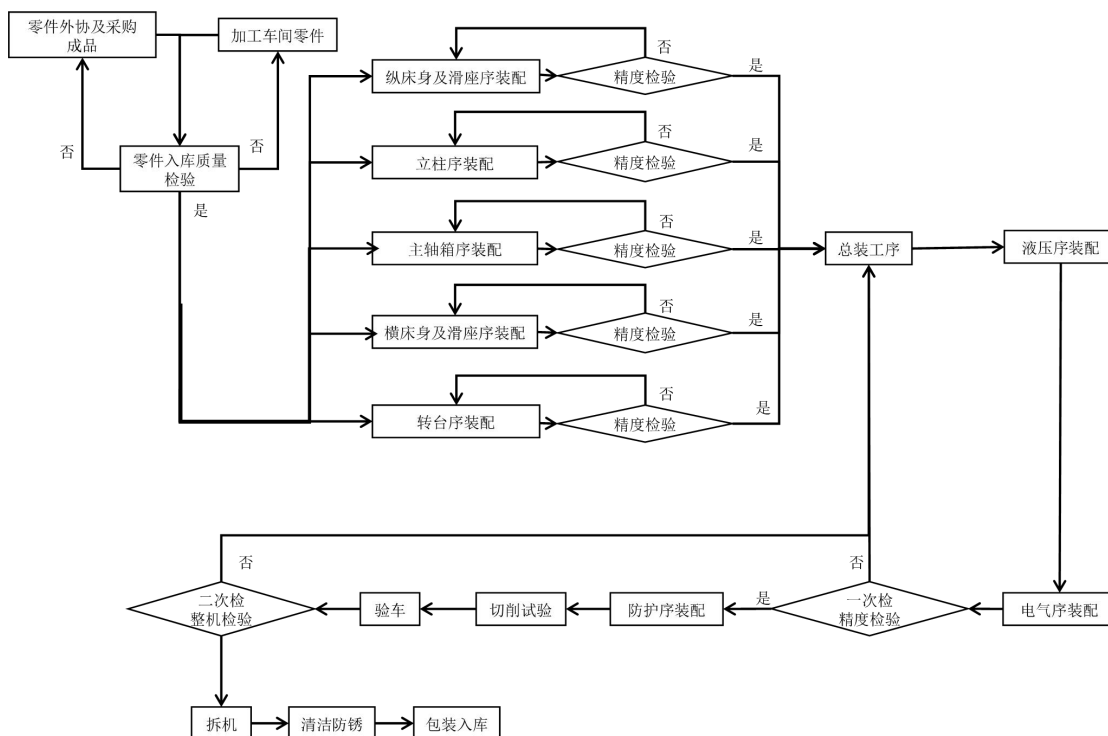 零件外协及采购
成品
加工车间零件
否
否
零件入库质量
检验
是
纵床身及滑座序装配
否
精度检验
是
立柱序装配
否
精度检验
是
主轴箱序装配
否
精度检验
是
横床身及滑座序装配
否
精度检验
是
转台序装配
否
精度检验
是
总装工序
液压序装配
电气序装配
否
一次检
精度检验
是
防护序装配
切削试验
验车
否
二次检
整机检验
拆机
清洁防锈
包装入库